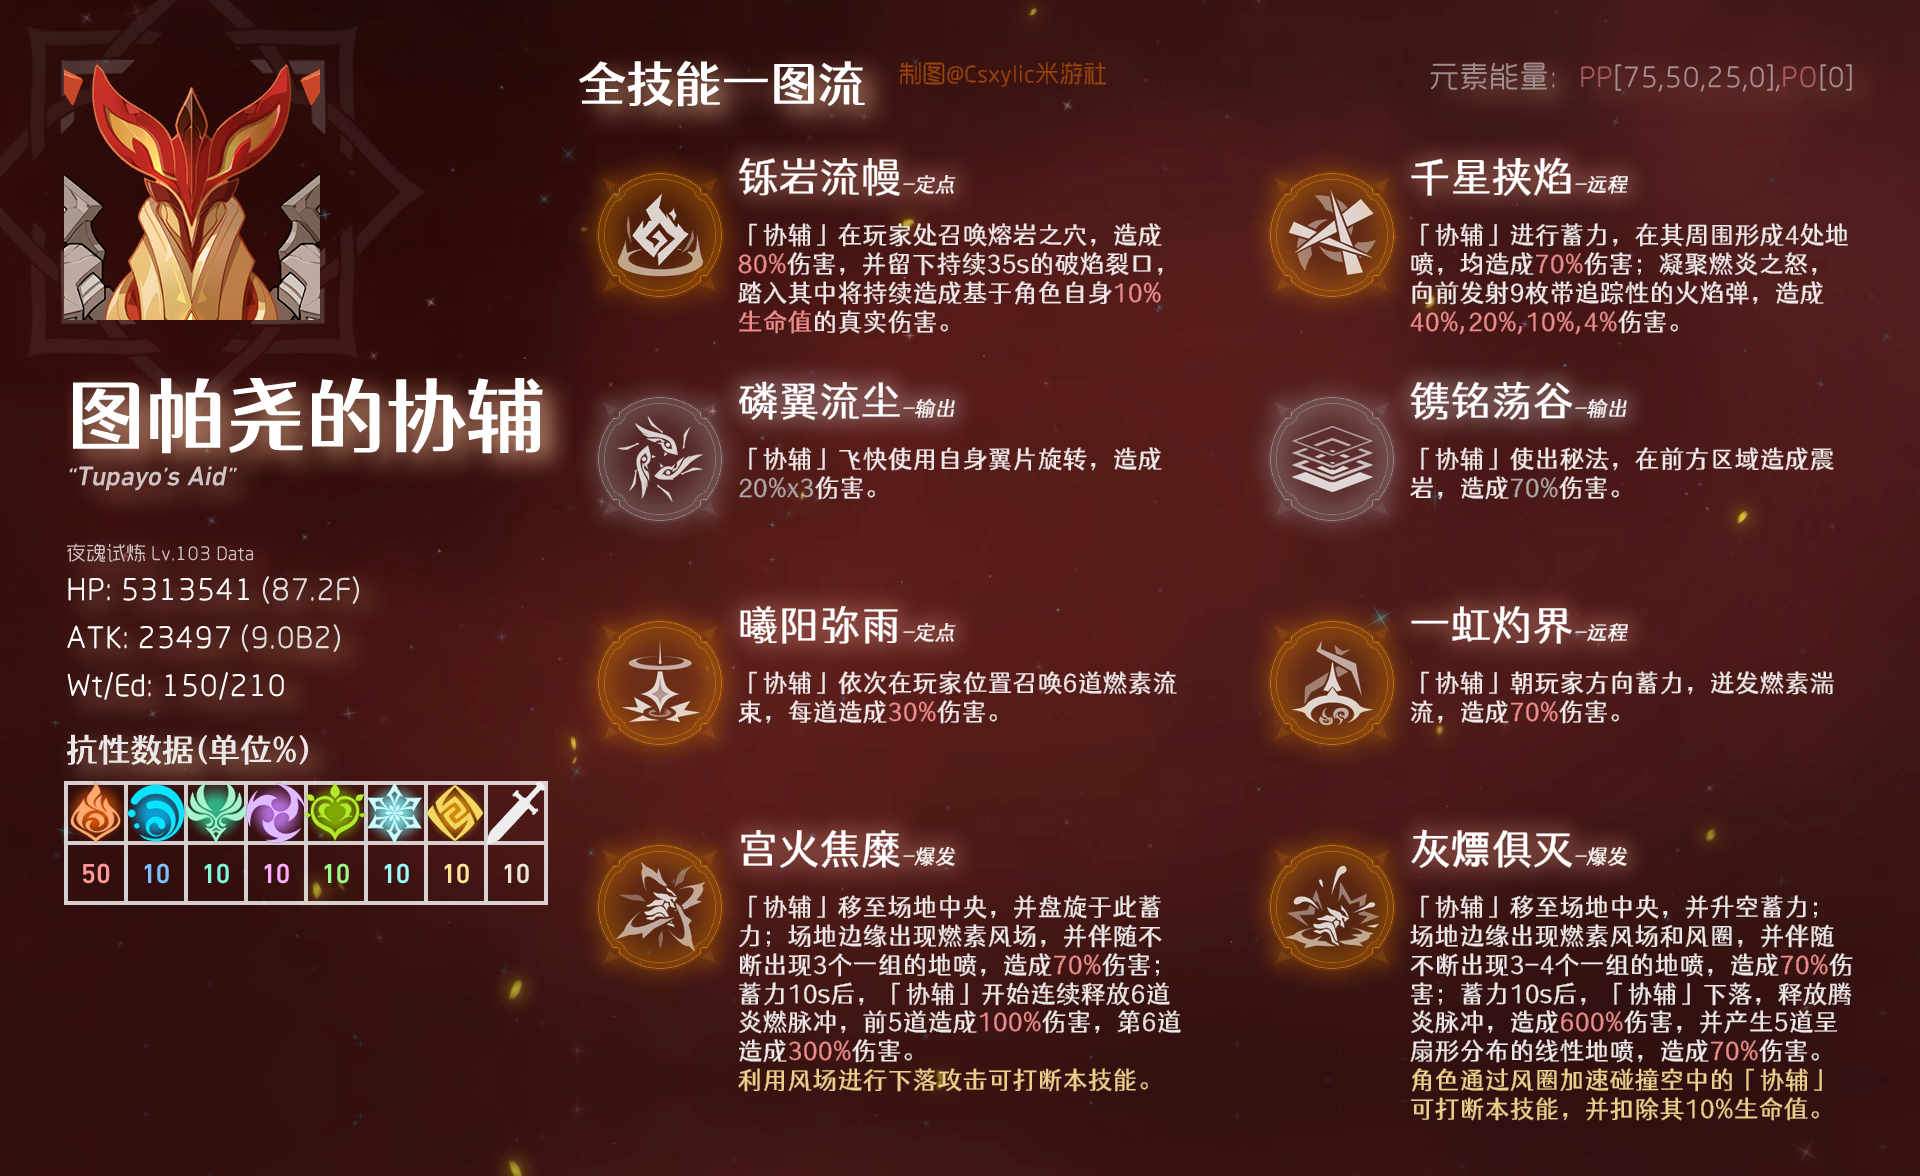 全技能一图流
制图@Csxylic米游社
元素能量: PP[75,50,25,0],PO[0]
图帕尧的协辅
“Tupayo's Aid”
夜魂试炼 Lv.103 Data
HP: 5313541 (87.2F)
ATK: 23497 (9.0B2)
Wt/Ed: 150/210
抗性数据(单位%)
50 10 10 10 10 10 10 10
铄岩流幔-定点
「协辅」在玩家处召唤熔岩之穴，造成
80%伤害，并留下持续35s的破焰裂口，
踏入其中将持续造成基于角色自身10%
生命值的真实伤害。
千星挟焰-远程
「协辅」进行蓄力，在其周围形成4处地
喷，均造成70%伤害；凝聚燃炎之怒，
向前发射9枚带追踪性的火焰弹，造成
40%,20%,10%,4%伤害。
磷翼流尘-输出
「协辅」飞快使用自身翼片旋转，造成
20%x3伤害。
镌铭荡谷-输出
「协辅」使出秘法，在前方区域造成震
岩，造成70%伤害。
曦阳弥雨-定点
「协辅」依次在玩家位置召唤6道燃素流
束，每道造成30%伤害。
一虹灼界-远程
「协辅」朝玩家方向蓄力，迸发燃素湍
流，造成70%伤害。
宫火焦糜-爆发
「协辅」移至场地中央，并盘旋于此蓄
力；场地边缘出现燃素风场，并伴随不
断出现3个一组的地喷，造成70%伤害；
蓄力10s后，「协辅」开始连续释放6道
炎燃脉冲，前5道造成100%伤害，第6道
造成300%伤害。
利用风场进行下落攻击可打断本技能。
灰熛俱灭-爆发
「协辅」移至场地中央，并升空蓄力；
场地边缘出现燃素风场和风圈，并伴随
不断出现3-4个一组的地喷，造成70%伤
害；蓄力10s后，「协辅」下落，释放腾
炎脉冲，造成600%伤害，并产生5道呈
扇形分布的线性地喷，造成70%伤害。
角色通过风圈加速碰撞空中的「协辅」
可打断本技能，并扣除其10%生命值。